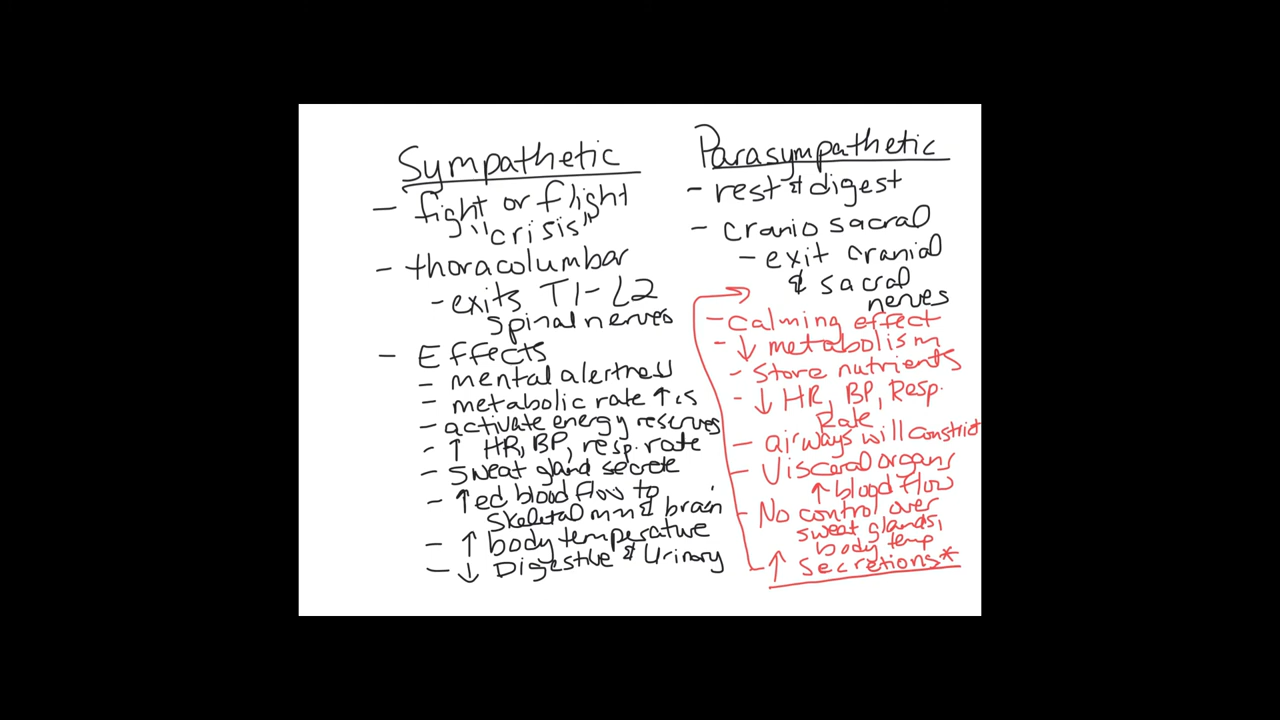 Sympathetic
- fight or flight
"crisis"
- thoracolumbar
- exits T1-L2
spinal nerves
- Effects
- mental alertness
- metabolic rate ↑
- activate energy reserves
- ↑ HR, BP, resp. rate
- sweat gland secrete
- ↑ed blood flow to
skeletal mm & brain
- ↑ body temperature
- ↓ Digestive & Urinary
Parasympathetic
- rest & digest
- cranio sacral
- exit cranial
& sacral
nerves
- calming effect
- ↓ metabolism
- store nutrients
- ↓ HR, BP, Resp.
Rate
- airways will constrict
- Visceral organs
↑ blood flow
- No control over
sweat glands,
body temp
- ↑ secretions*